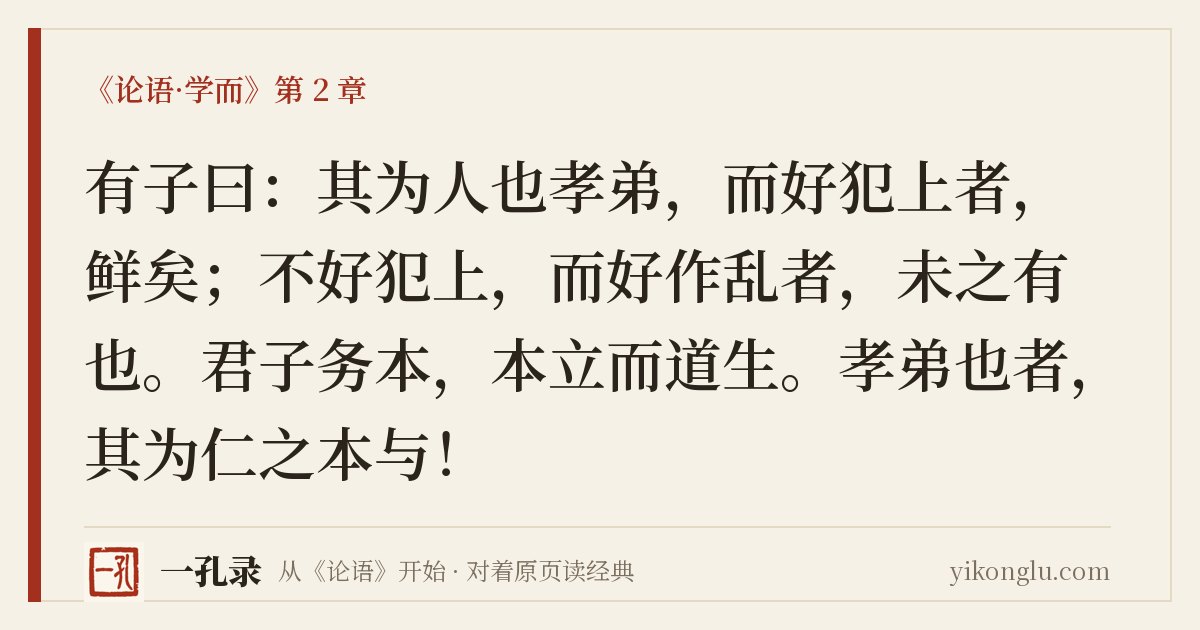 《论语·学而》第 2 章
有子曰：其为人也孝弟，而好犯上者，
鲜矣；不好犯上，而好作乱者，未之有
也。君子务本，本立而道生。孝弟也者，
其为仁之本与！
一孔
一孔录 从《论语》开始 · 对着原页读经典 yikonglu.com